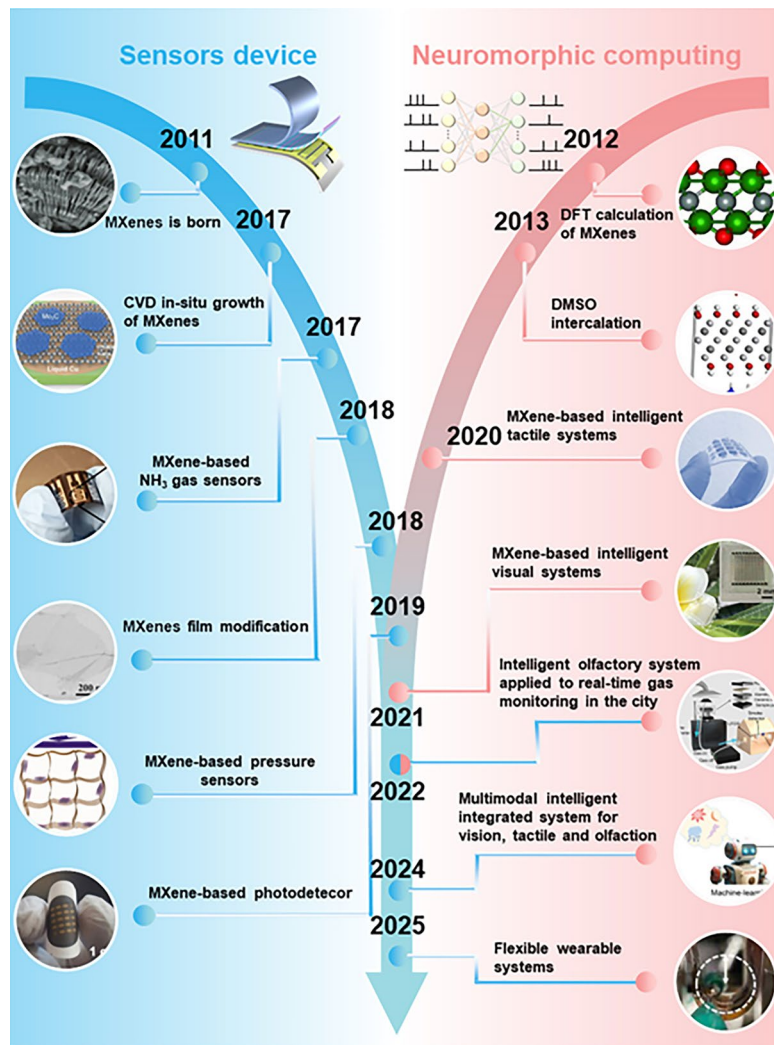 Sensors device
Neuromorphic computing
2011
2012
MXenes is born
2017
2013
DFT calculation
of MXenes
CVD in-situ growth
of MXenes
Mo₂C
Liquid Cu
2017
DMSO
intercalation
2018
2020
MXene-based intelligent
tactile systems
MXene-based
NH₃ gas sensors
2018
MXene-based intelligent
visual systems
2 mm
2019
MXenes film modification
200 n
Intelligent olfactory system
applied to real-time gas
monitoring in the city
2021
MXene-based pressure
sensors
2022
Multimodal intelligent
integrated system for
vision, tactile and olfaction
Machine-learni
2024
MXene-based photodetecor
1 c
2025
Flexible wearable
systems